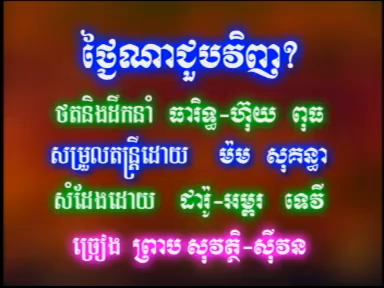 ថ្ងៃណាជួបវិញ?
ថតនិងដឹកនាំ ធារិទ្ធ-ហ៊ុយ ពុធ
សម្រួលតន្ត្រីដោយ ម៉ម សុគន្ធា
សំដែងដោយ ដារ៉ូ-អម្ពរ ទេវី
ច្រៀង ព្រាប សុវត្ថិ-ស៊ីវន